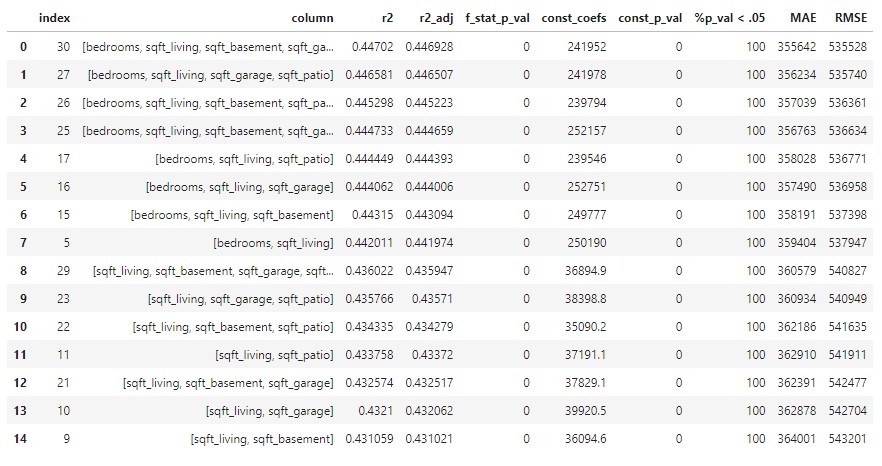 index column r2 r2_adj f_stat_p_val const_coefs const_p_val %p_val < .05 MAE RMSE
0 30 [bedrooms, sqft_living, sqft_basement, sqft_ga... 0.44702 0.446928 0 241952 0 100 355642 535528
1 27 [bedrooms, sqft_living, sqft_garage, sqft_patio] 0.446581 0.446507 0 241978 0 100 356234 535740
2 26 [bedrooms, sqft_living, sqft_basement, sqft_pa... 0.445298 0.445223 0 239794 0 100 357039 536361
3 25 [bedrooms, sqft_living, sqft_basement, sqft_ga... 0.444733 0.444659 0 252157 0 100 356763 536634
4 17 [bedrooms, sqft_living, sqft_patio] 0.444449 0.444393 0 239546 0 100 358028 536771
5 16 [bedrooms, sqft_living, sqft_garage] 0.444062 0.444006 0 252751 0 100 357490 536958
6 15 [bedrooms, sqft_living, sqft_basement] 0.44315 0.443094 0 249777 0 100 358191 537398
7 5 [bedrooms, sqft_living] 0.442011 0.441974 0 250190 0 100 359404 537947
8 29 [sqft_living, sqft_basement, sqft_garage, sqft... 0.436022 0.435947 0 36894.9 0 100 360579 540827
9 23 [sqft_living, sqft_garage, sqft_patio] 0.435766 0.43571 0 38398.8 0 100 360934 540949
10 22 [sqft_living, sqft_basement, sqft_patio] 0.434335 0.434279 0 35090.2 0 100 362186 541635
11 11 [sqft_living, sqft_patio] 0.433758 0.43372 0 37191.1 0 100 362910 541911
12 21 [sqft_living, sqft_basement, sqft_garage] 0.432574 0.432517 0 37829.1 0 100 362391 542477
13 10 [sqft_living, sqft_garage] 0.4321 0.432062 0 39920.5 0 100 362878 542704
14 9 [sqft_living, sqft_basement] 0.431059 0.431021 0 36094.6 0 100 364001 543201